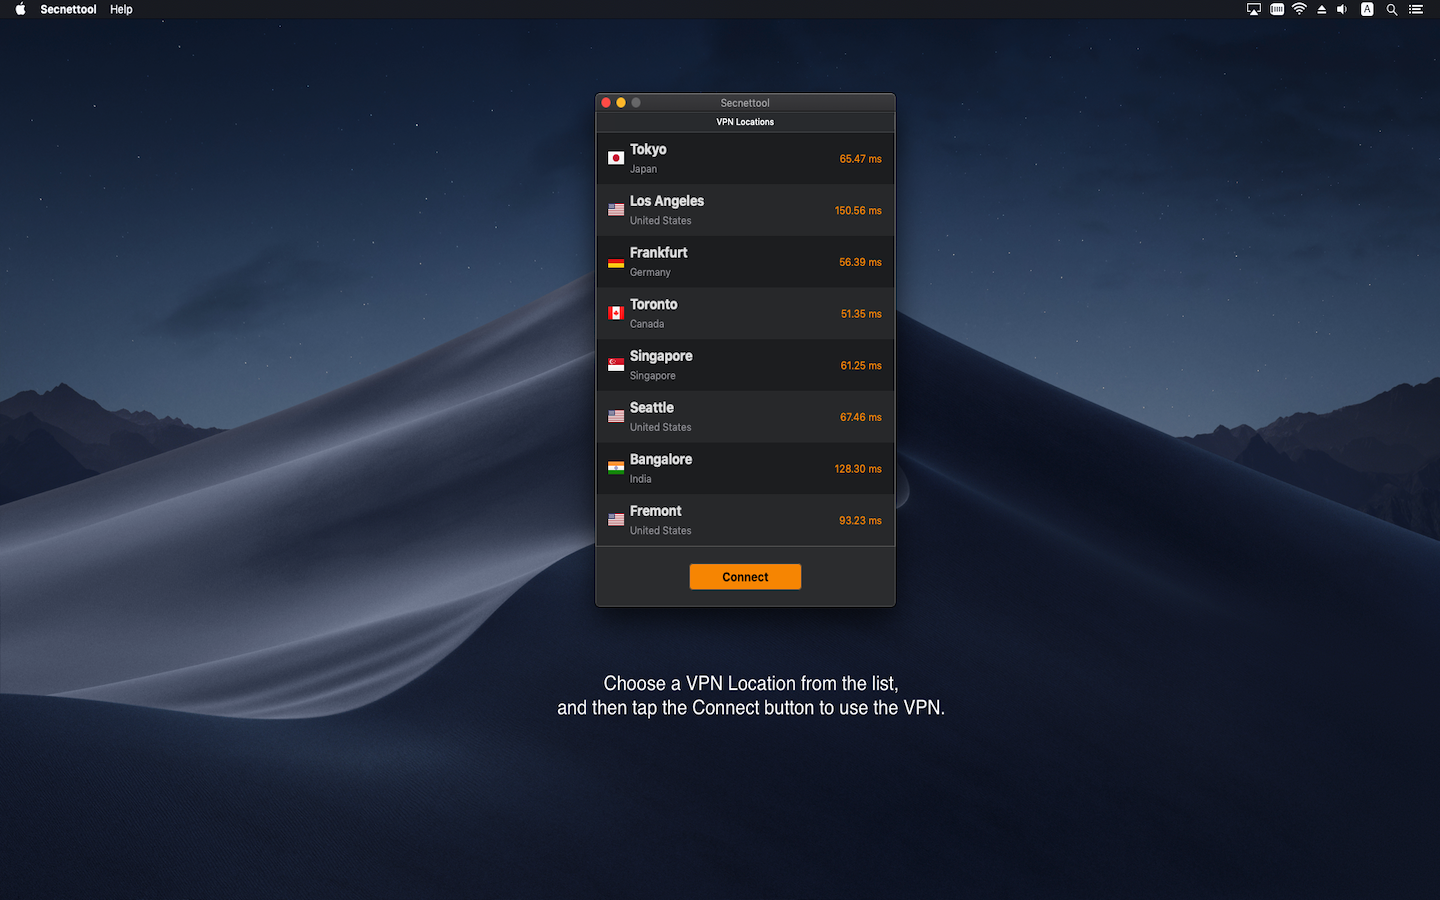 Secnettool Help
A
Secnettool
VPN Locations
Tokyo
Japan
65.47 ms
Los Angeles
United States
150.56 ms
Frankfurt
Germany
56.39 ms
Toronto
Canada
51.35 ms
Singapore
Singapore
61.25 ms
Seattle
United States
67.46 ms
Bangalore
India
128.30 ms
Fremont
United States
93.23 ms
Connect
Choose a VPN Location from the list,
and then tap the Connect button to use the VPN.